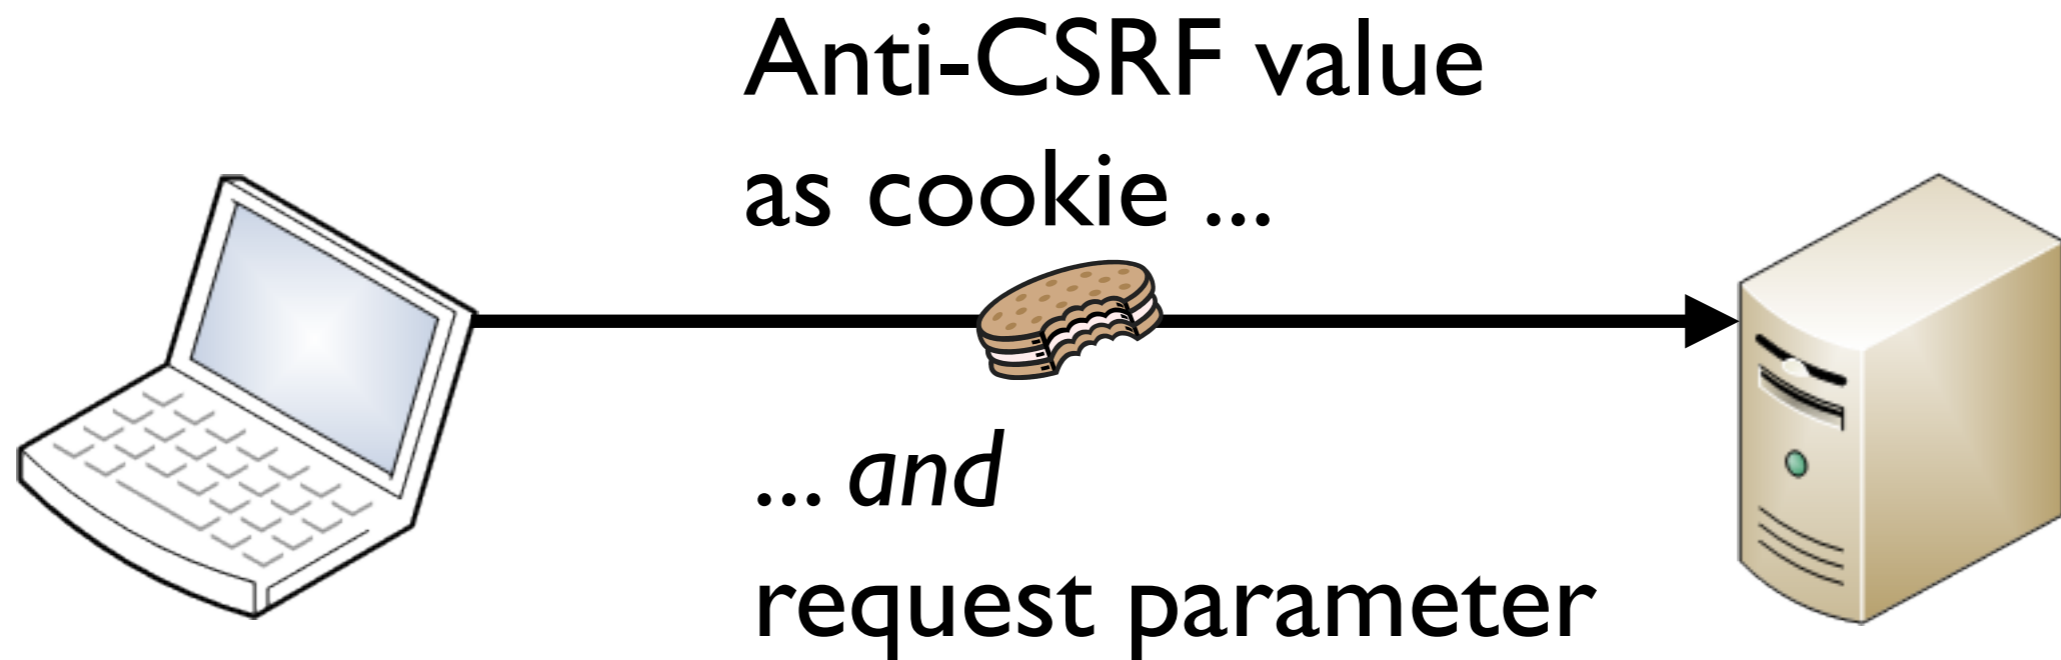 Anti-CSRF value
as cookie ...
... and
request parameter